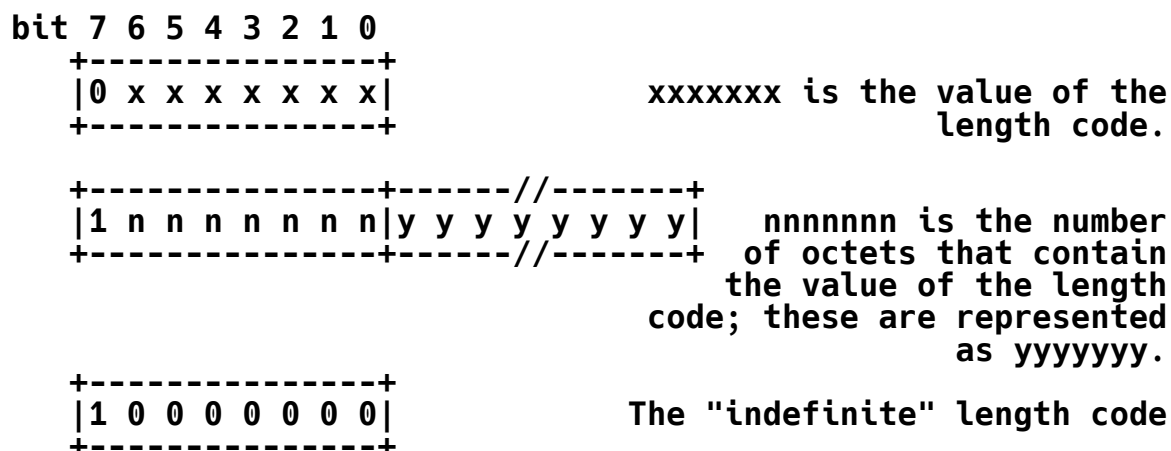 bit 7 6 5 4 3 2 1 0
+---------------+
|0 x x x x x x x| xxxxxxx is the value of the
+---------------+ length code.
+---------------+------//-------+
|1 n n n n n n n|y y y y y y y y| nnnnnnn is the number
+---------------+------//-------+ of octets that contain
the value of the length
code; these are represented
as yyyyyyy.
+---------------+
|1 0 0 0 0 0 0 0| The "indefinite" length code
+---------------+